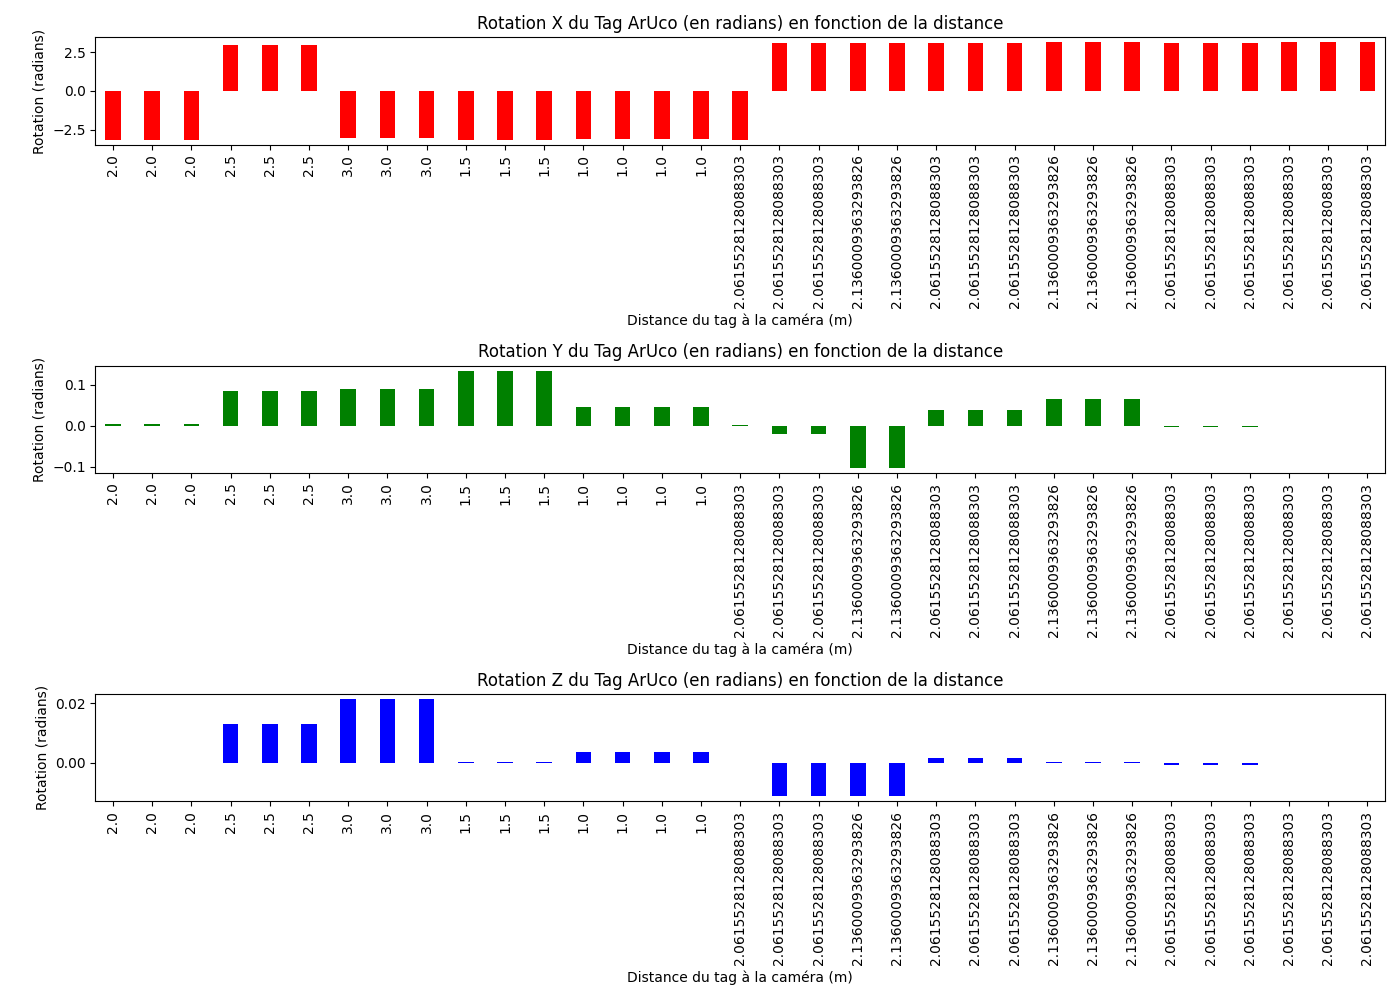 Rotation X du Tag ArUco (en radians) en fonction de la distance
Rotation (radians)
2.5
0.0
−2.5
2.0 2.0 2.0 2.5 2.5 2.5 3.0 3.0 3.0 1.5 1.5 1.5 1.0 1.0 1.0 1.0 2.0615528128088303 2.0615528128088303 2.0615528128088303 2.1360009363293826 2.1360009363293826 2.0615528128088303 2.0615528128088303 2.0615528128088303 2.1360009363293826 2.1360009363293826 2.1360009363293826 2.0615528128088303 2.0615528128088303 2.0615528128088303 2.0615528128088303 2.0615528128088303 2.0615528128088303
Distance du tag à la caméra (m)
Rotation Y du Tag ArUco (en radians) en fonction de la distance
Rotation (radians)
0.1
0.0
−0.1
2.0 2.0 2.0 2.5 2.5 2.5 3.0 3.0 3.0 1.5 1.5 1.5 1.0 1.0 1.0 1.0 2.0615528128088303 2.0615528128088303 2.0615528128088303 2.1360009363293826 2.1360009363293826 2.0615528128088303 2.0615528128088303 2.0615528128088303 2.1360009363293826 2.1360009363293826 2.1360009363293826 2.0615528128088303 2.0615528128088303 2.0615528128088303 2.0615528128088303 2.0615528128088303 2.0615528128088303
Distance du tag à la caméra (m)
Rotation Z du Tag ArUco (en radians) en fonction de la distance
Rotation (radians)
0.02
0.00
2.0 2.0 2.0 2.5 2.5 2.5 3.0 3.0 3.0 1.5 1.5 1.5 1.0 1.0 1.0 1.0 2.0615528128088303 2.0615528128088303 2.0615528128088303 2.1360009363293826 2.1360009363293826 2.0615528128088303 2.0615528128088303 2.0615528128088303 2.1360009363293826 2.1360009363293826 2.1360009363293826 2.0615528128088303 2.0615528128088303 2.0615528128088303 2.0615528128088303 2.0615528128088303 2.0615528128088303
Distance du tag à la caméra (m)